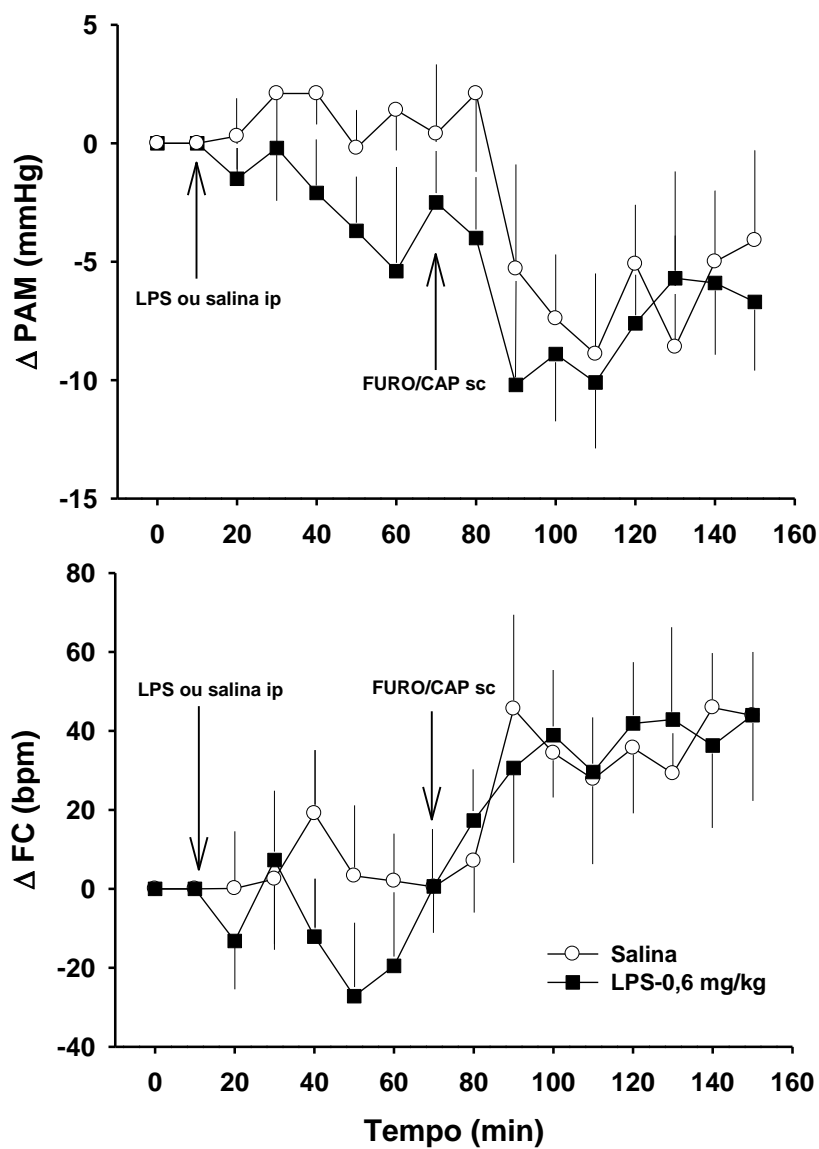 5
0
-5
-10
-15
Δ PAM (mmHg)
LPS ou salina ip
FURO/CAP sc
0 20 40 60 80 100 120 140 160
80
60
40
20
0
-20
-40
Δ FC (bpm)
LPS ou salina ip
FURO/CAP sc
Salina
LPS-0,6 mg/kg
0 20 40 60 80 100 120 140 160
Tempo (min)